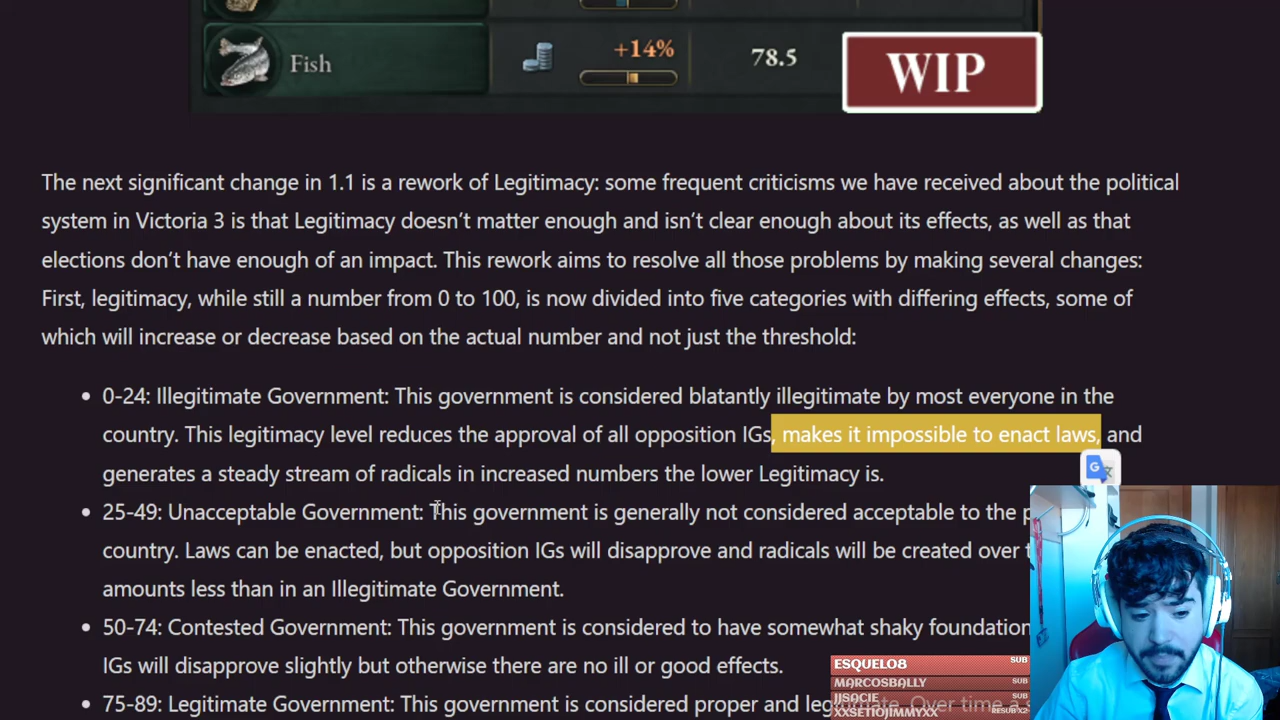 Fish
+14%
78.5
WIP
The next significant change in 1.1 is a rework of Legitimacy: some frequent criticisms we have received about the political
system in Victoria 3 is that Legitimacy doesn’t matter enough and isn’t clear enough about its effects, as well as that
elections don’t have enough of an impact. This rework aims to resolve all those problems by making several changes:
First, legitimacy, while still a number from 0 to 100, is now divided into five categories with differing effects, some of
which will increase or decrease based on the actual number and not just the threshold:
0-24: Illegitimate Government: This government is considered blatantly illegitimate by most everyone in the
country. This legitimacy level reduces the approval of all opposition IGs, makes it impossible to enact laws, and
generates a steady stream of radicals in increased numbers the lower Legitimacy is.
25-49: Unacceptable Government: This government is generally not considered acceptable to the
country. Laws can be enacted, but opposition IGs will disapprove and radicals will be created over
amounts less than in an Illegitimate Government.
50-74: Contested Government: This government is considered to have somewhat shaky foundation
IGs will disapprove slightly but otherwise there are no ill or good effects.
75-89: Legitimate Government: This government is considered proper and legitimate. Over time a
ESQUELO8 SUB
MARCOSBALLY SUB
IJSACIE SUB
XXSETIOJIMMYXX RESUB X2